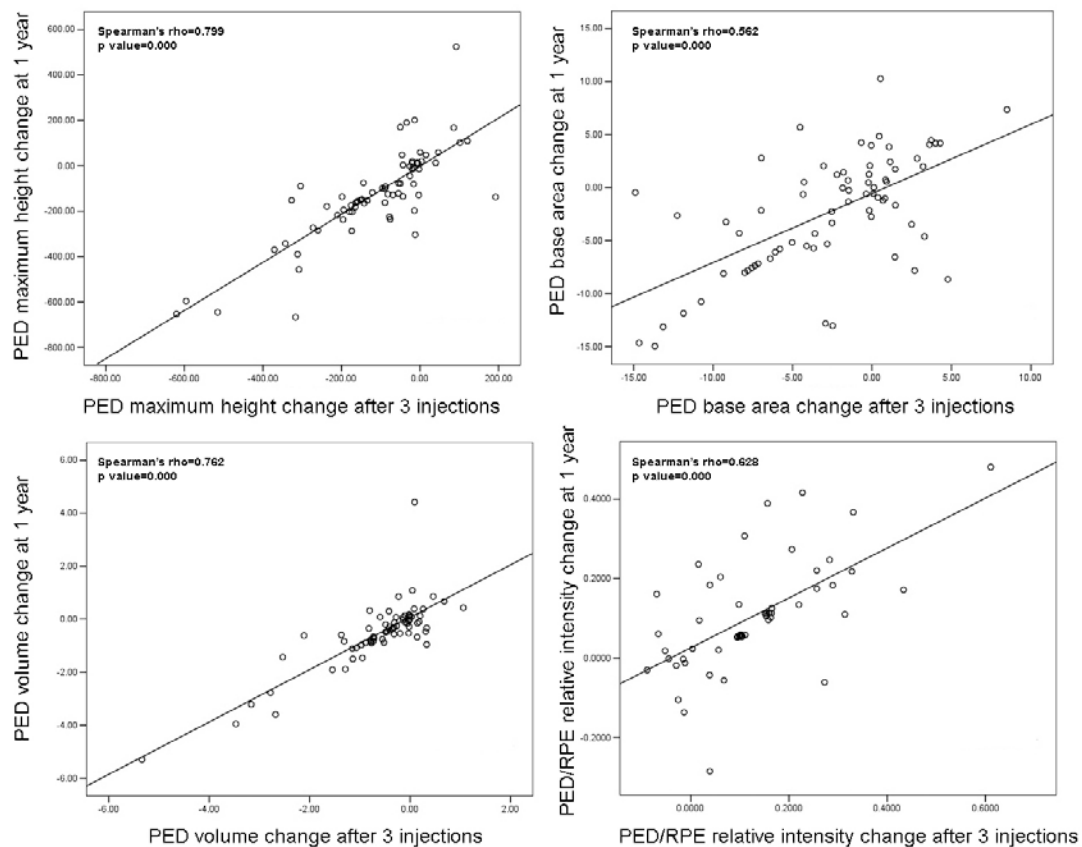 Spearman's rho=0.799
p value=0.000
PED maximum height change at 1 year
600.00
400.00
200.00
0.00
-200.00
-400.00
-600.00
-800.00
-800.00 -600.00 -400.00 -200.00 0.00 200.00
PED maximum height change after 3 injections
Spearman's rho=0.562
p value=0.000
PED base area change at 1 year
15.00
10.00
5.00
0.00
-5.00
-10.00
-15.00
-15.00 -10.00 -5.00 0.00 5.00 10.00
PED base area change after 3 injections
Spearman's rho=0.762
p value=0.000
PED volume change at 1 year
6.00
4.00
2.00
0.00
-2.00
-4.00
-6.00
-6.00 -4.00 -2.00 0.00 2.00
PED volume change after 3 injections
Spearman's rho=0.628
p value=0.000
PED/RPE relative intensity change at 1 year
0.4000
0.2000
0.0000
-0.2000
0.0000 0.2000 0.4000 0.6000
PED/RPE relative intensity change after 3 injections